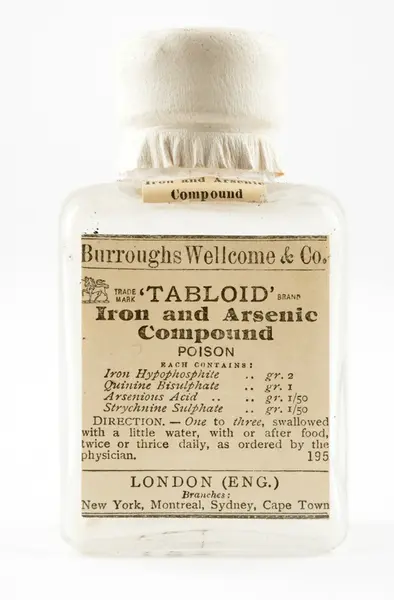 Iron and Arsenic
Compound
Burroughs Wellcome & Co.
TRADE MARK 'TABLOID' BRAND
Iron and Arsenic
Compound
POISON
EACH CONTAINS:
Iron Hypophosphite .. gr. 2
Quinine Bisulphate .. gr. 1
Arsenious Acid .. .. gr. 1/50
Strychnine Sulphate .. gr. 1/50
DIRECTION. — One to three, swallowed
with a little water, with or after food,
twice or thrice daily, as ordered by the
physician. 195
LONDON (ENG.)
Branches:
New York, Montreal, Sydney, Cape Town